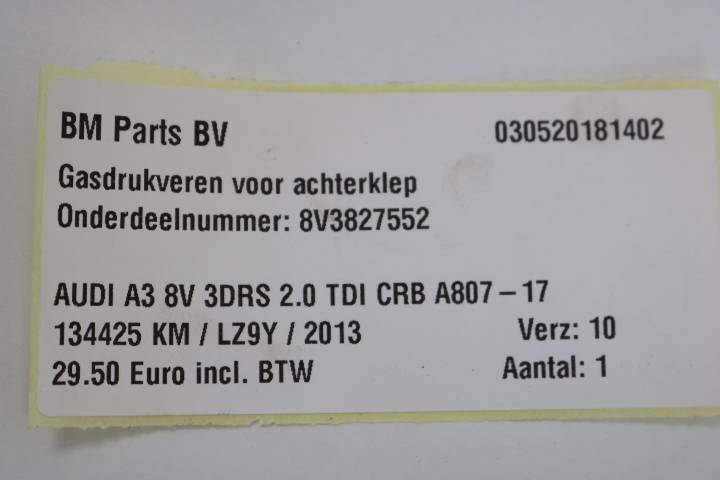 BM Parts BV 030520181402
Gasdrukveren voor achterklep
Onderdeelnummer: 8V3827552
AUDI A3 8V 3DRS 2.0 TDI CRB A807 – 17
134425 KM / LZ9Y / 2013 Verz: 10
29.50 Euro incl. BTW Aantal: 1